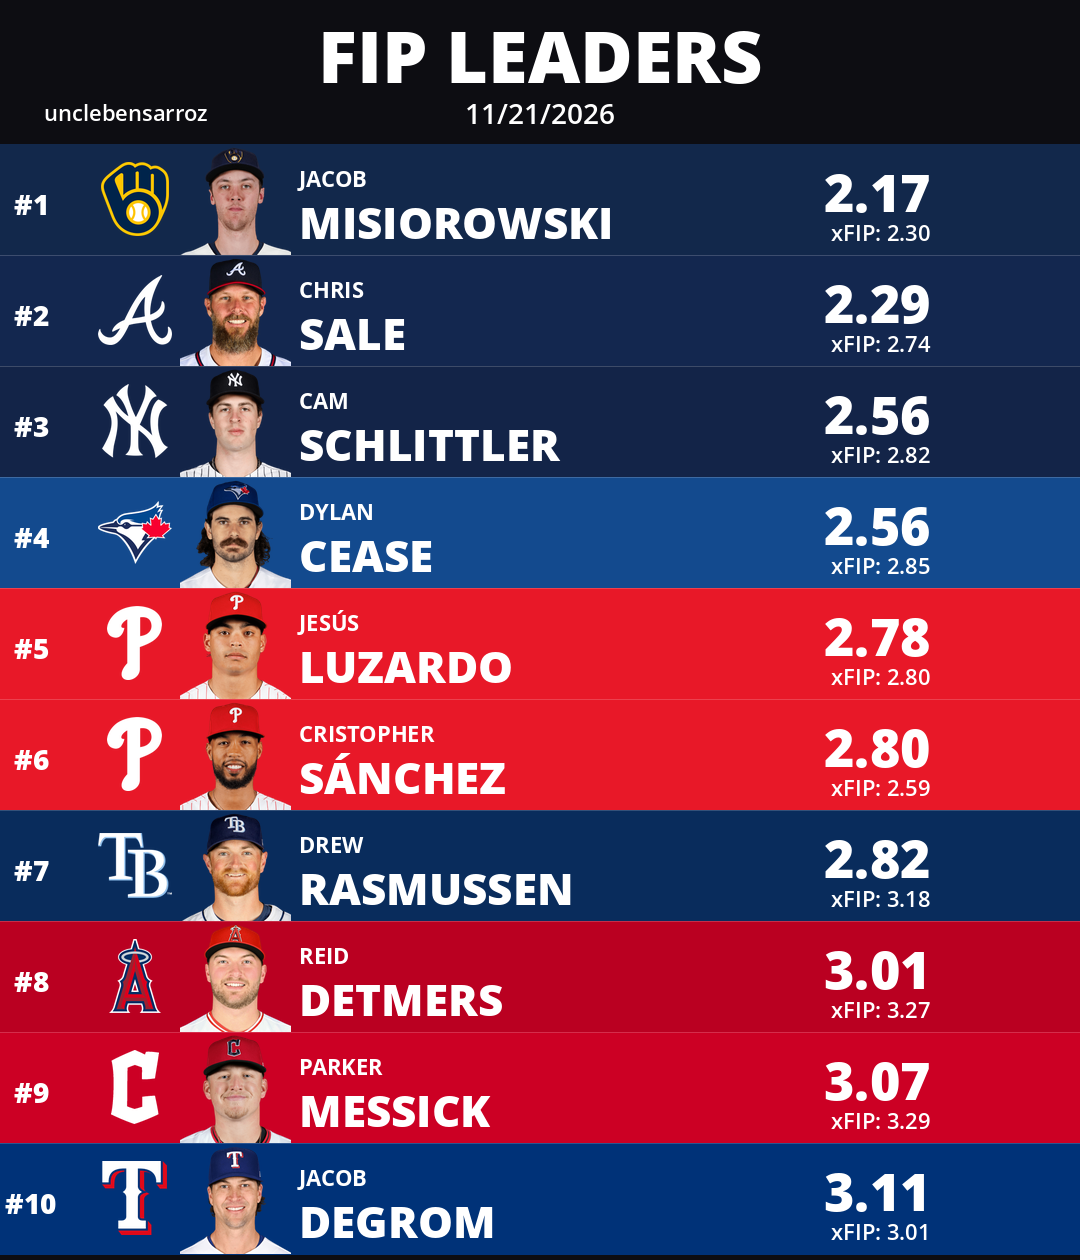 FIP LEADERS
unclebensarroz
11/21/2026
#1
JACOB
MISIOROWSKI
2.17
xFIP: 2.30
#2
A
CHRIS
SALE
2.29
xFIP: 2.74
#3
NY
CAM
SCHLITTLER
2.56
xFIP: 2.82
#4
DYLAN
CEASE
2.56
xFIP: 2.85
#5
P
JESÚS
LUZARDO
2.78
xFIP: 2.80
#6
P
CRISTOPHER
SÁNCHEZ
2.80
xFIP: 2.59
#7
TB
DREW
RASMUSSEN
2.82
xFIP: 3.18
#8
A
REID
DETMERS
3.01
xFIP: 3.27
#9
C
PARKER
MESSICK
3.07
xFIP: 3.29
#10
T
JACOB
DEGROM
3.11
xFIP: 3.01